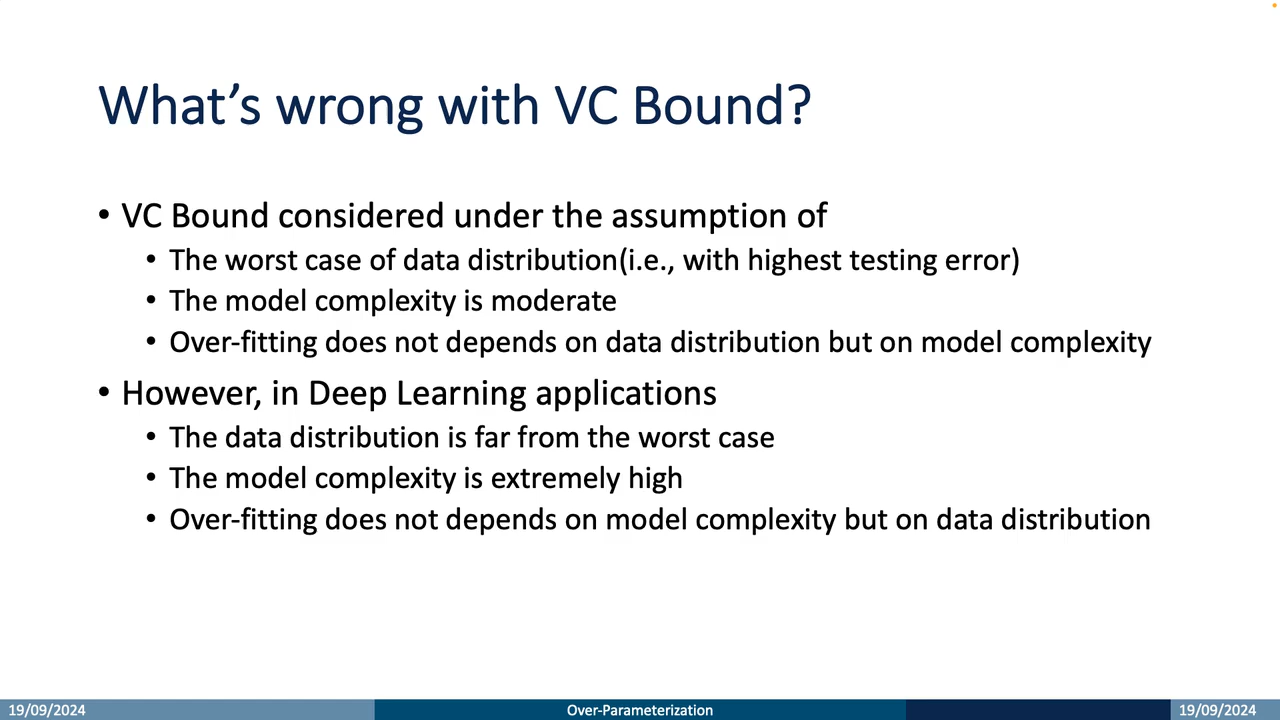 What’s wrong with VC Bound?
• VC Bound considered under the assumption of
• The worst case of data distribution(i.e., with highest testing error)
• The model complexity is moderate
• Over-fitting does not depends on data distribution but on model complexity
• However, in Deep Learning applications
• The data distribution is far from the worst case
• The model complexity is extremely high
• Over-fitting does not depends on model complexity but on data distribution
19/09/2024
Over-Parameterization
19/09/2024